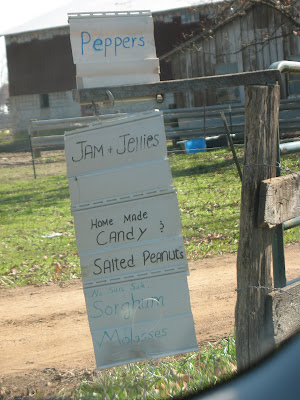 Peppers
JAM + Jellies
HOME MADE
CANDY &
SALTED PEANUTS
Sorghum
Molasses